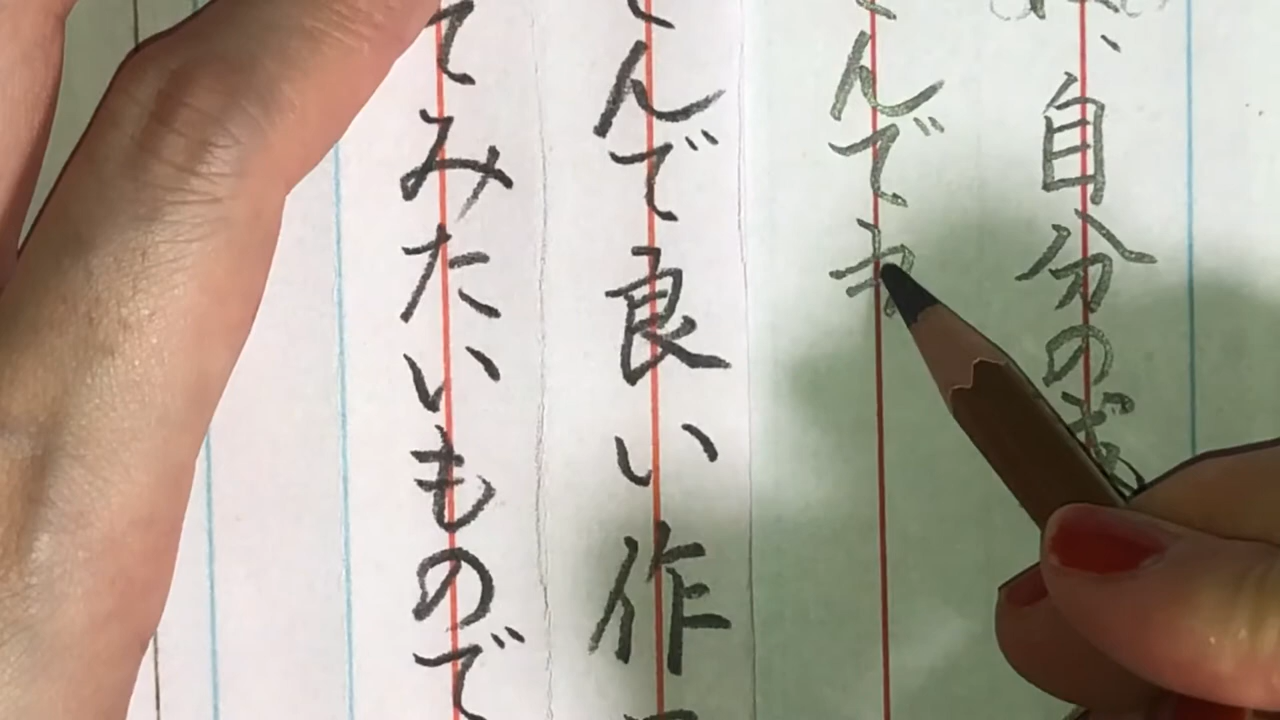 、自分の
んで
んで良い作
てみたいもので